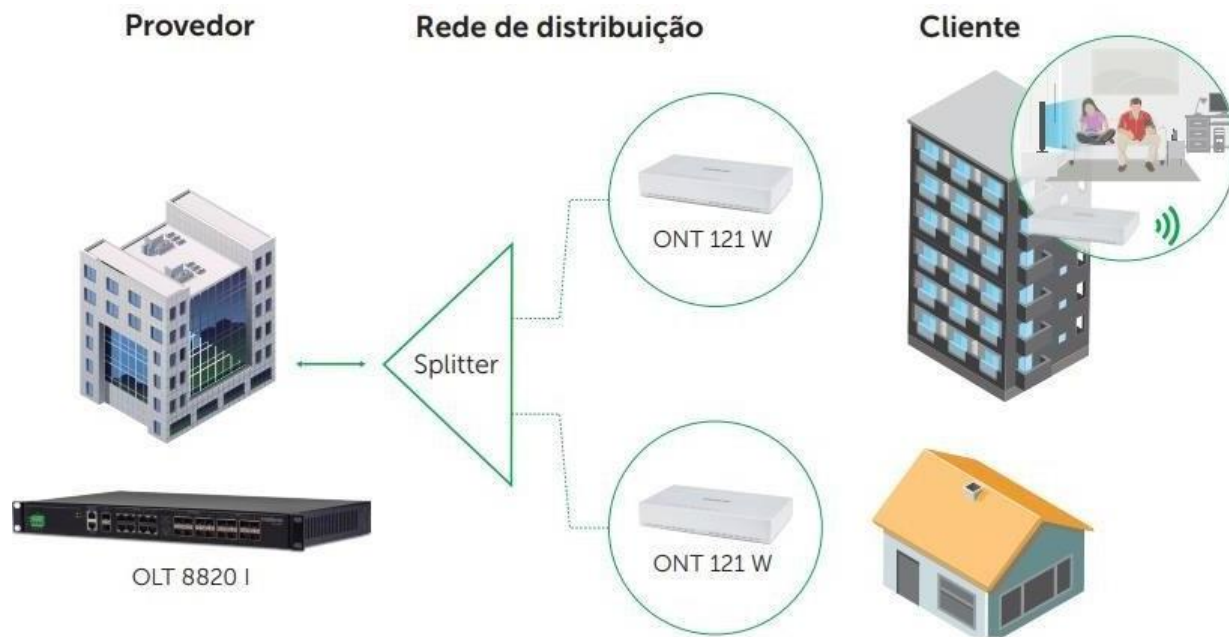 Provedor
Rede de distribuição
Cliente
ONT 121 W
Splitter
OLT 8820 I
ONT 121 W